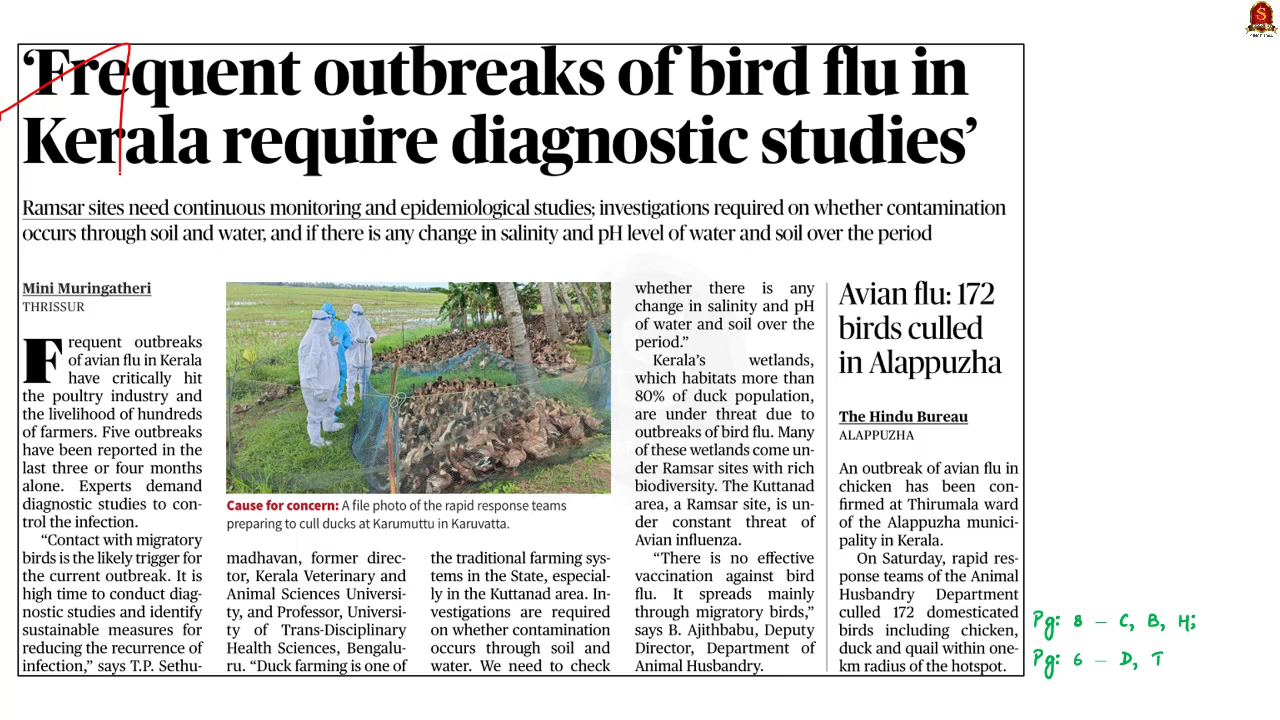 ‘Frequent outbreaks of bird flu in
Kerala require diagnostic studies’
Ramsar sites need continuous monitoring and epidemiological studies; investigations required on whether contamination
occurs through soil and water, and if there is any change in salinity and pH level of water and soil over the period
Mini Muringatheri
THRISSUR
Frequent outbreaks
of avian flu in Kerala
have critically hit
the poultry industry and
the livelihood of hundreds
of farmers. Five outbreaks
have been reported in the
last three or four months
alone. Experts demand
diagnostic studies to con-
trol the infection.
“Contact with migratory
birds is the likely trigger for
the current outbreak. It is
high time to conduct diag-
nostic studies and identify
sustainable measures for
reducing the recurrence of
infection,” says T.P. Sethu-
Cause for concern: A file photo of the rapid response teams
preparing to cull ducks at Karumuttu in Karuvatta.
madhavan, former direc-
tor, Kerala Veterinary and
Animal Sciences Universi-
ty, and Professor, Universi-
ty of Trans-Disciplinary
Health Sciences, Bengalu-
ru. “Duck farming is one of
the traditional farming sys-
tems in the State, especial-
ly in the Kuttanad area. In-
vestigations are required
on whether contamination
occurs through soil and
water. We need to check
whether there is any
change in salinity and pH
of water and soil over the
period.”
Kerala’s wetlands,
which habitats more than
80% of duck population,
are under threat due to
outbreaks of bird flu. Many
of these wetlands come un-
der Ramsar sites with rich
biodiversity. The Kuttanad
area, a Ramsar site, is un-
der constant threat of
Avian influenza.
“There is no effective
vaccination against bird
flu. It spreads mainly
through migratory birds,”
says B. Ajithbabu, Deputy
Director, Department of
Animal Husbandry.
Avian flu: 172
birds culled
in Alappuzha
The Hindu Bureau
ALAPPUZHA
An outbreak of avian flu in
chicken has been con-
firmed at Thirumala ward
of the Alappuzha munici-
pality in Kerala.
On Saturday, rapid res-
ponse teams of the Animal
Husbandry Department
culled 172 domesticated
birds including chicken,
duck and quail within one-
km radius of the hotspot.
Pg: 8 – C, B, H;
Pg: 6 – D, T